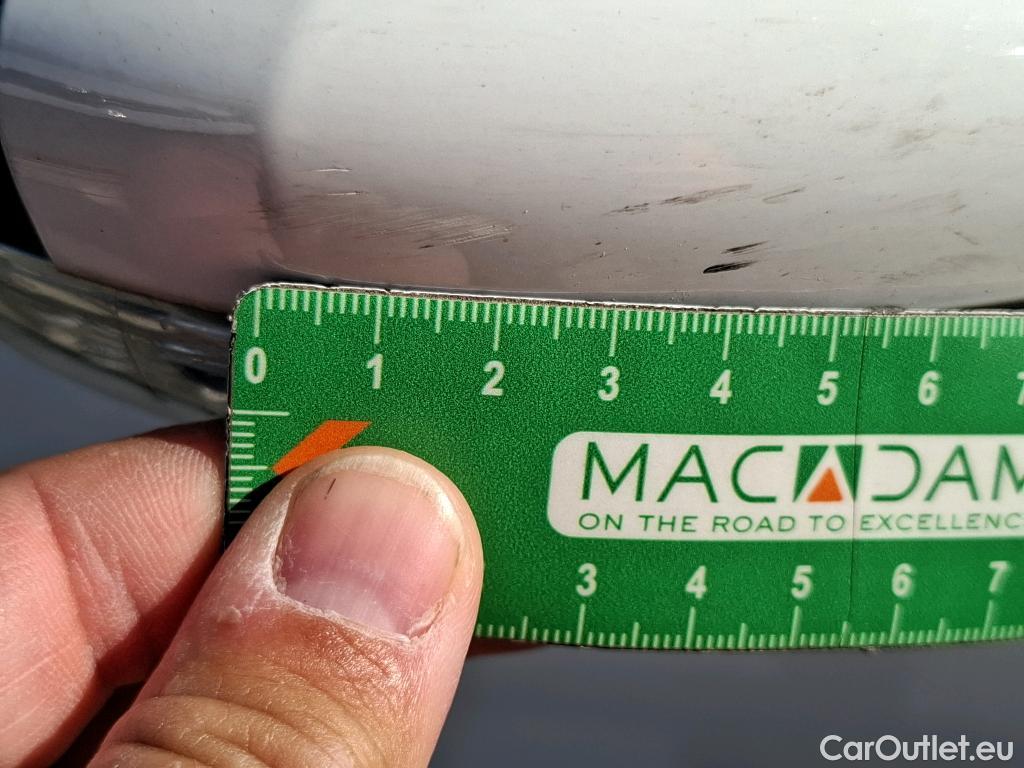 0 1 2 3 4 5 6 7
MACADAM
ON THE ROAD TO EXCELLENC
3 4 5 6 7
CarOutlet.eu